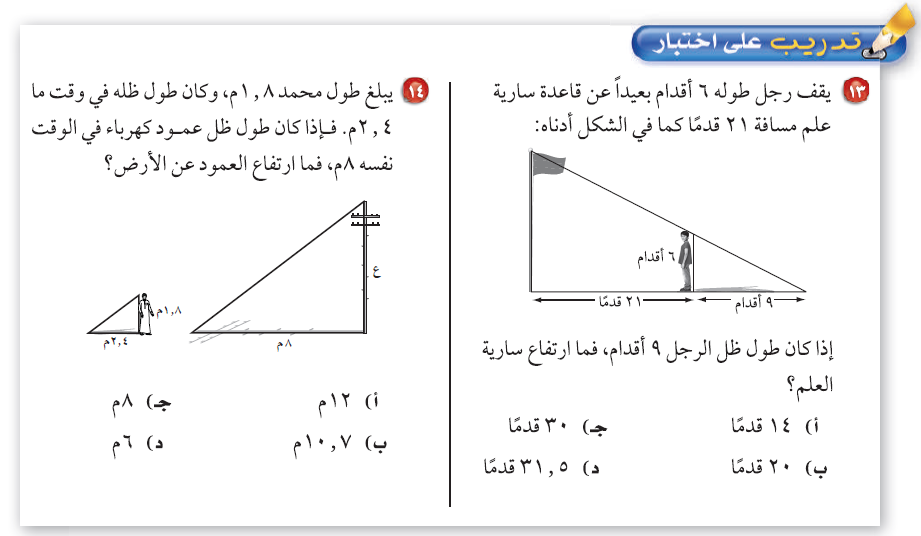 تدريب على اختبار
١٣ يقف رجل طوله ٦ أقدام بعيداً عن قاعدة سارية
علم مسافة ٢١ قدمًا كما في الشكل أدناه:
٦ أقدام
٢١ قدمًا
٩ أقدام
إذا كان طول ظل الرجل ٩ أقدام، فما ارتفاع سارية
العلم؟
أ) ١٤ قدمًا
جـ) ٣٠ قدمًا
ب) ٢٠ قدمًا
د) ٣١,٥ قدمًا
١٤ يبلغ طول محمد ١,٨م، وكان طول ظله في وقت ما
٢,٤م. فـإذا كان طول ظل عمـود كهرباء في الوقت
نفسه ٨م، فما ارتفاع العمود عن الأرض؟
ع
١,٨م
٢,٤م
٨م
أ) ١٢م
جـ) ٨م
ب) ١٠,٧م
د) ٦م